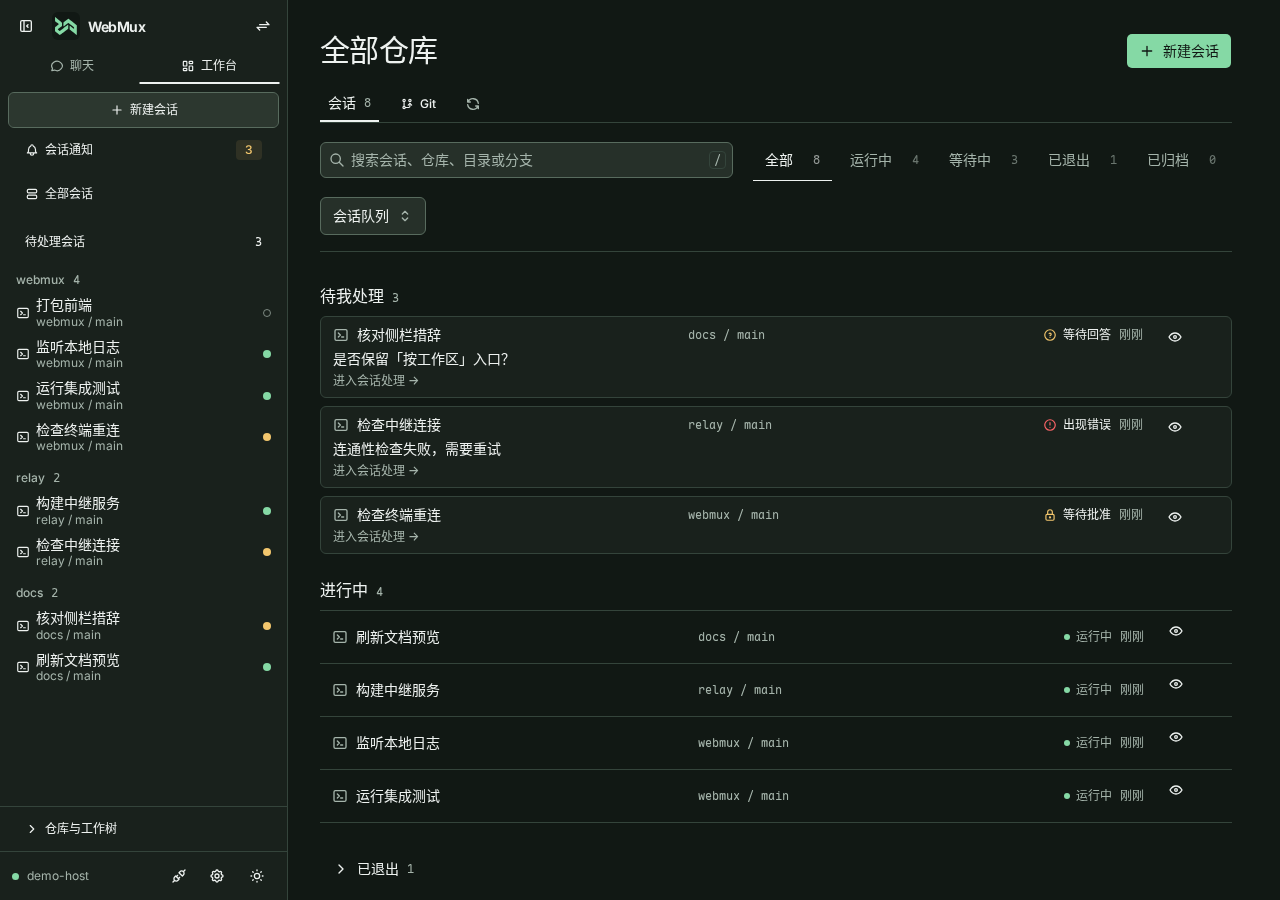 WebMux
聊天
工作台
新建会话
会话通知 3
全部会话
待处理会话 3
webmux 4
打包前端
webmux / main
监听本地日志
webmux / main
运行集成测试
webmux / main
检查终端重连
webmux / main
relay 2
构建中继服务
relay / main
检查中继连接
relay / main
docs 2
核对侧栏措辞
docs / main
刷新文档预览
docs / main
仓库与工作树
demo-host
全部仓库
新建会话
会话 8
Git
搜索会话、仓库、目录或分支 /
全部 8
运行中 4
等待中 3
已退出 1
已归档 0
会话队列
待我处理 3
核对侧栏措辞 docs / main 等待回答 刚刚
是否保留「按工作区」入口?
进入会话处理 →
检查中继连接 relay / main 出现错误 刚刚
连通性检查失败，需要重试
进入会话处理 →
检查终端重连 webmux / main 等待批准 刚刚
进入会话处理 →
进行中 4
刷新文档预览 docs / main 运行中 刚刚
构建中继服务 relay / main 运行中 刚刚
监听本地日志 webmux / main 运行中 刚刚
运行集成测试 webmux / main 运行中 刚刚
已退出 1